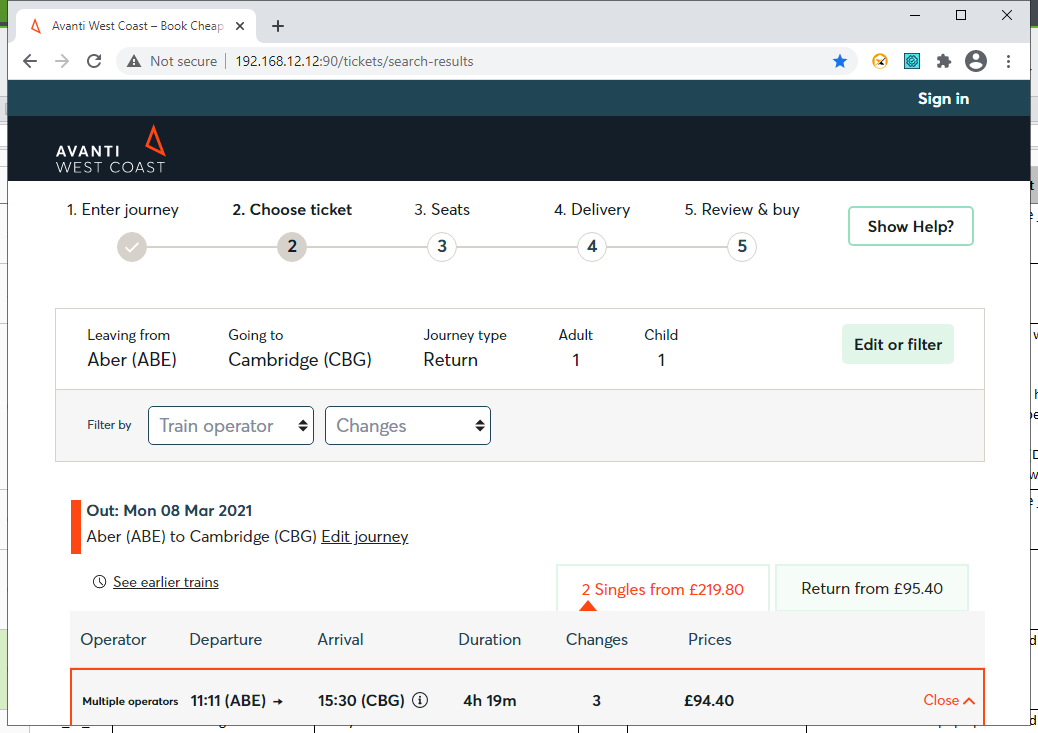 Avanti West Coast – Book Cheap
Not secure | 192.168.12.12:90/tickets/search-results
Sign in
AVANTI
WEST COAST
1. Enter journey 2. Choose ticket 3. Seats 4. Delivery 5. Review & buy
Show Help?
2 3 4 5
Leaving from Going to Journey type Adult Child
Aber (ABE) Cambridge (CBG) Return 1 1
Edit or filter
Filter by Train operator Changes
Out: Mon 08 Mar 2021
Aber (ABE) to Cambridge (CBG) Edit journey
See earlier trains
2 Singles from £219.80 Return from £95.40
Operator Departure Arrival Duration Changes Prices
Multiple operators 11:11 (ABE) → 15:30 (CBG) 4h 19m 3 £94.40 Close